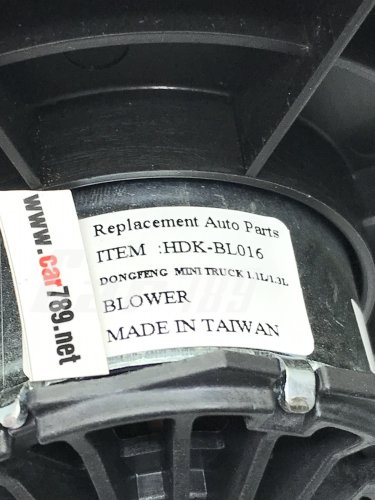 Replacement Auto Parts
ITEM :HDK-BL016
DONGFENG MINI TRUCK 1.1L/1.3L
BLOWER
MADE IN TAIWAN
www.car789.net